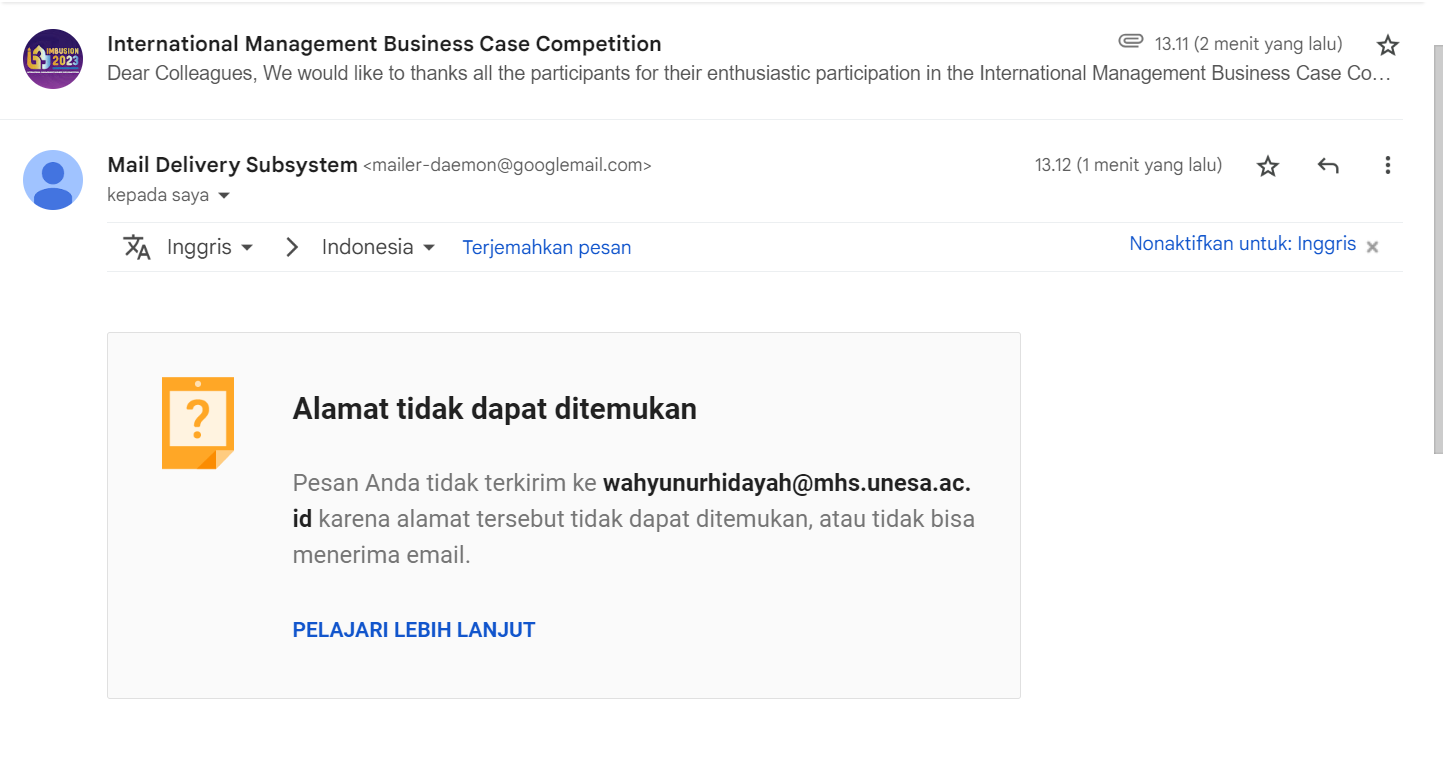 IMBUSION
2023
International Management Business Case Competition
13.11 (2 menit yang lalu)
Dear Colleagues, We would like to thanks all the participants for their enthusiastic participation in the International Management Business Case Co…
Mail Delivery Subsystem <mailer-daemon@googlemail.com>
13.12 (1 menit yang lalu)
kepada saya
Inggris
Indonesia
Terjemahkan pesan
Nonaktifkan untuk: Inggris
?
Alamat tidak dapat ditemukan
Pesan Anda tidak terkirim ke wahyunurhidayah@mhs.unesa.ac.
id karena alamat tersebut tidak dapat ditemukan, atau tidak bisa
menerima email.
PELAJARI LEBIH LANJUT